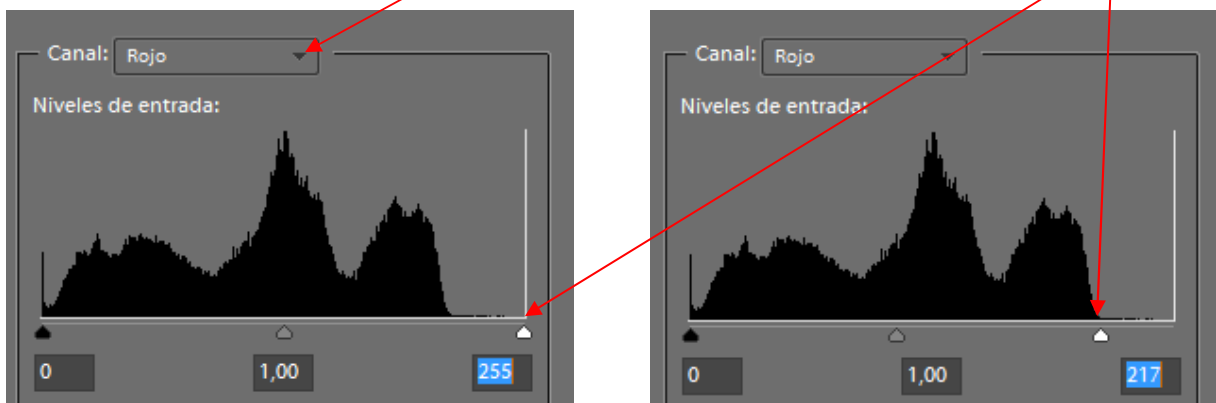 Canal: Rojo
Niveles de entrada:
0 1,00 255
Canal: Rojo
Niveles de entrada:
0 1,00 217